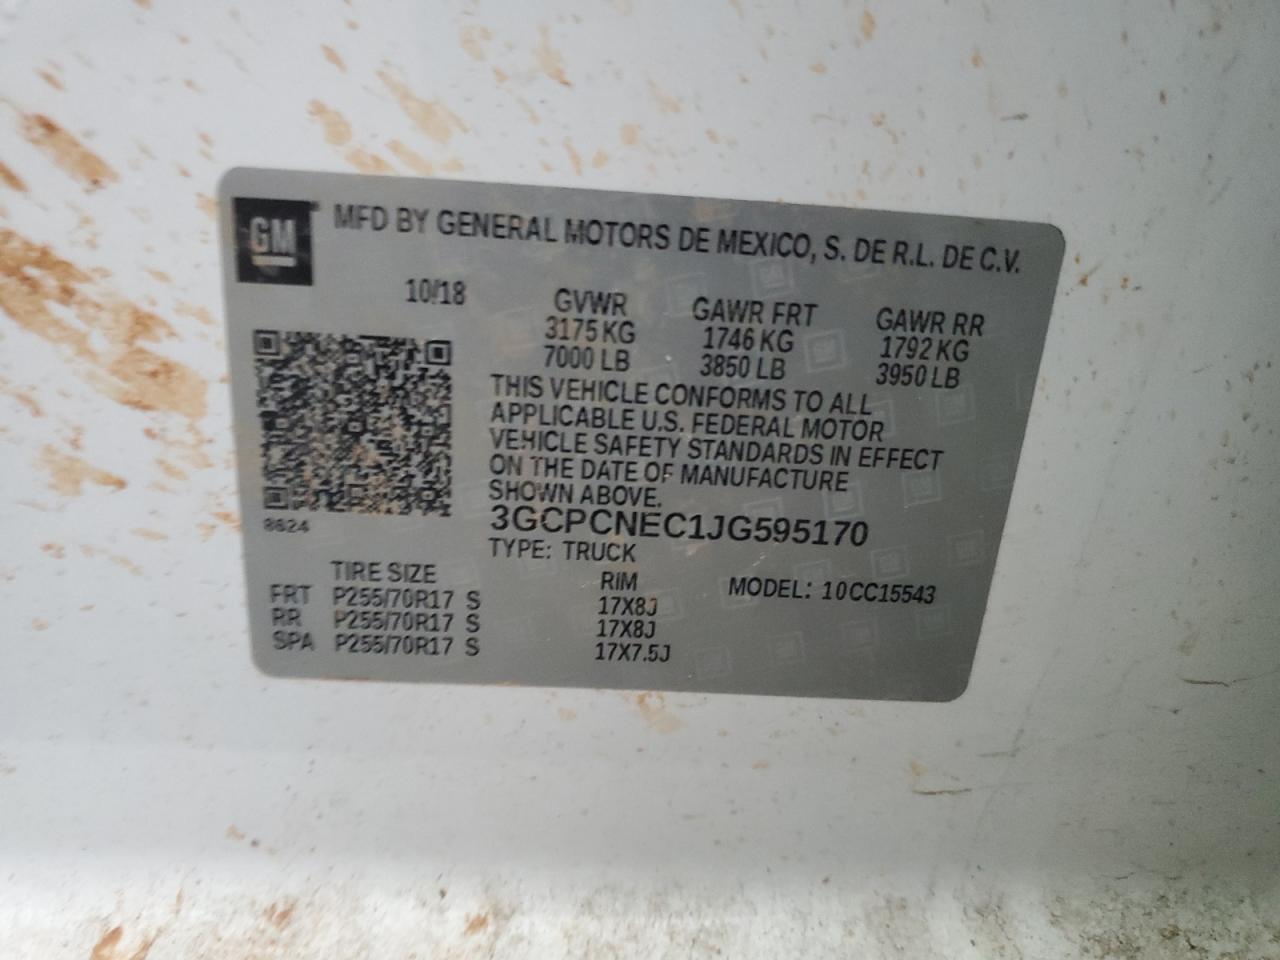 GM® MFD BY GENERAL MOTORS DE MEXICO, S. DE R.L. DE C.V.
10/18 GVWR GAWR FRT GAWR RR
3175 KG 1746 KG 1792 KG
7000 LB 3850 LB 3950 LB
THIS VEHICLE CONFORMS TO ALL
APPLICABLE U.S. FEDERAL MOTOR
VEHICLE SAFETY STANDARDS IN EFFECT
ON THE DATE OF MANUFACTURE
SHOWN ABOVE.
8624
3GCPCNEC1JG595170
TYPE: TRUCK
TIRE SIZE RIM MODEL: 10CC15543
FRT P255/70R17 S 17X8J
RR P255/70R17 S 17X8J
SPA P255/70R17 S 17X7.5J